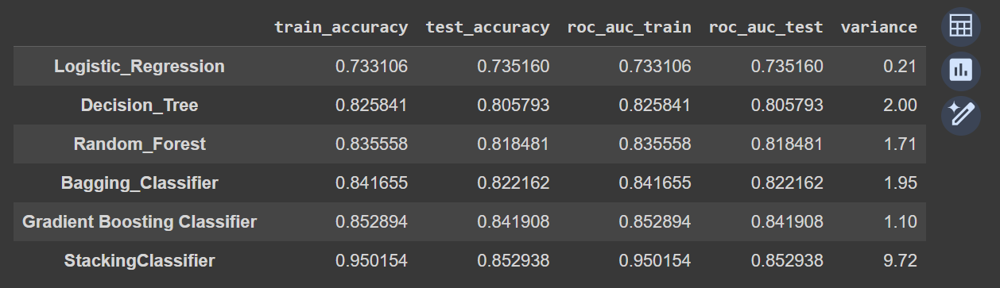 train_accuracy test_accuracy roc_auc_train roc_auc_test variance
Logistic_Regression 0.733106 0.735160 0.733106 0.735160 0.21
Decision_Tree 0.825841 0.805793 0.825841 0.805793 2.00
Random_Forest 0.835558 0.818481 0.835558 0.818481 1.71
Bagging_Classifier 0.841655 0.822162 0.841655 0.822162 1.95
Gradient Boosting Classifier 0.852894 0.841908 0.852894 0.841908 1.10
StackingClassifier 0.950154 0.852938 0.950154 0.852938 9.72